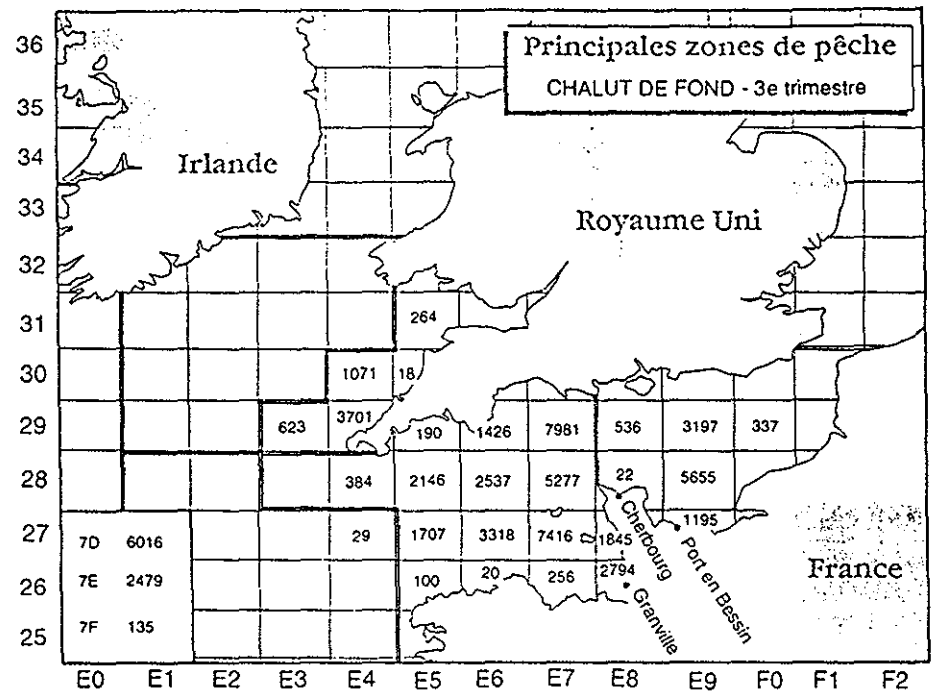 Principales zones de pêche
CHALUT DE FOND - 3e trimestre
36
35
34 Irlande
33 Royaume Uni
32
31 264
30 1071 18
29 623 3701 190 1426 7981 536 3197 337
28 384 2146 2537 5277 22 5655
Cherbourg
Port en Bessin
Granville
27 7D 6016 29 1707 3318 7416 1845 1195
26 7E 2479 100 20 256 2794 France
25 7F 135
E0 E1 E2 E3 E4 E5 E6 E7 E8 E9 F0 F1 F2